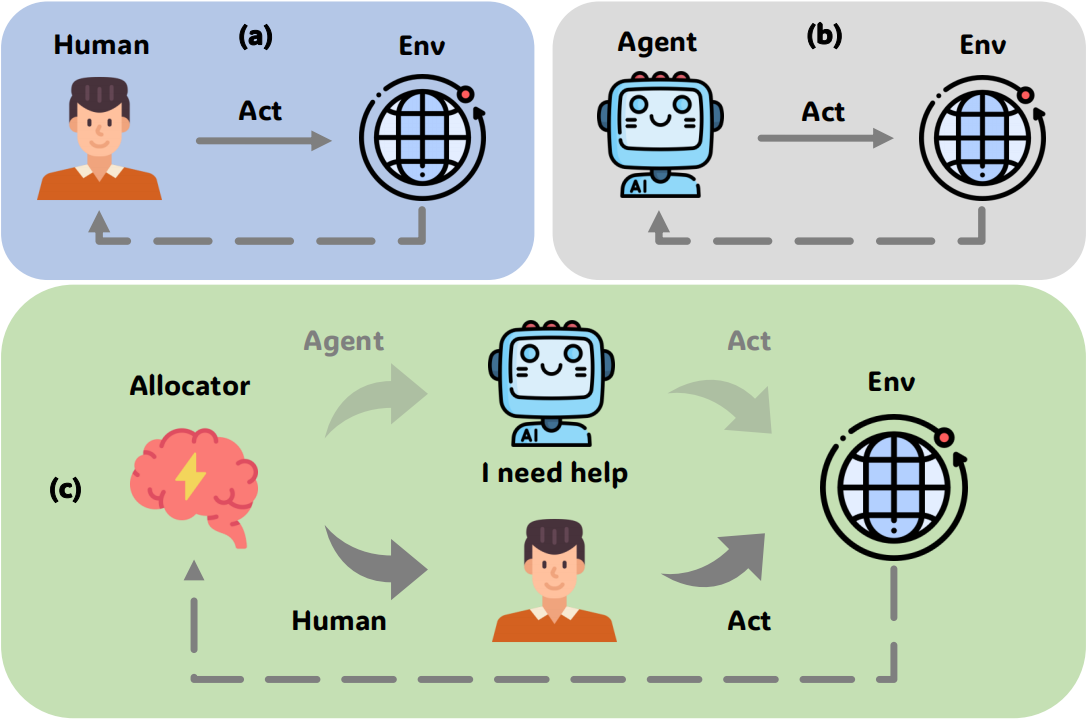 Human
(a)
Env
Act
Agent
(b)
Env
Act
AI
Agent
Act
Allocator
Env
AI
I need help
(c)
Human
Act